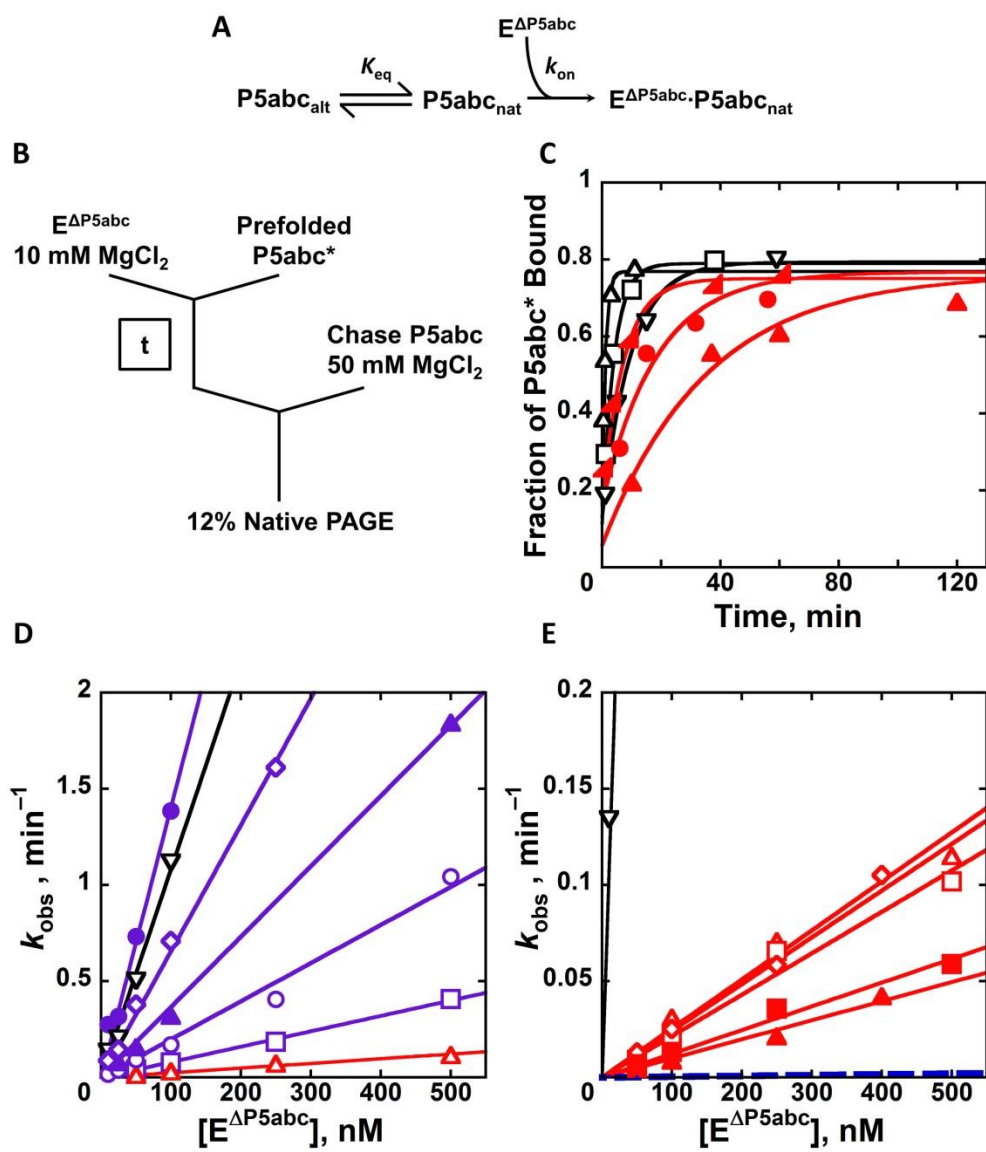 A
E^ΔP5abc
K_eq
k_on
P5abc_alt
P5abc_nat
E^ΔP5abc·P5abc_nat
B
E^ΔP5abc
10 mM MgCl₂
Prefolded
P5abc*
t
Chase P5abc
50 mM MgCl₂
12% Native PAGE
C
Fraction of P5abc* Bound
1
0.8
0.6
0.4
0.2
0
0 40 80 120
Time, min
D
k_obs, min⁻¹
2
1.5
1
0.5
0
0 100 200 300 400 500
[E^ΔP5abc], nM
E
k_obs, min⁻¹
0.2
0.15
0.1
0.05
0
0 100 200 300 400 500
[E^ΔP5abc], nM